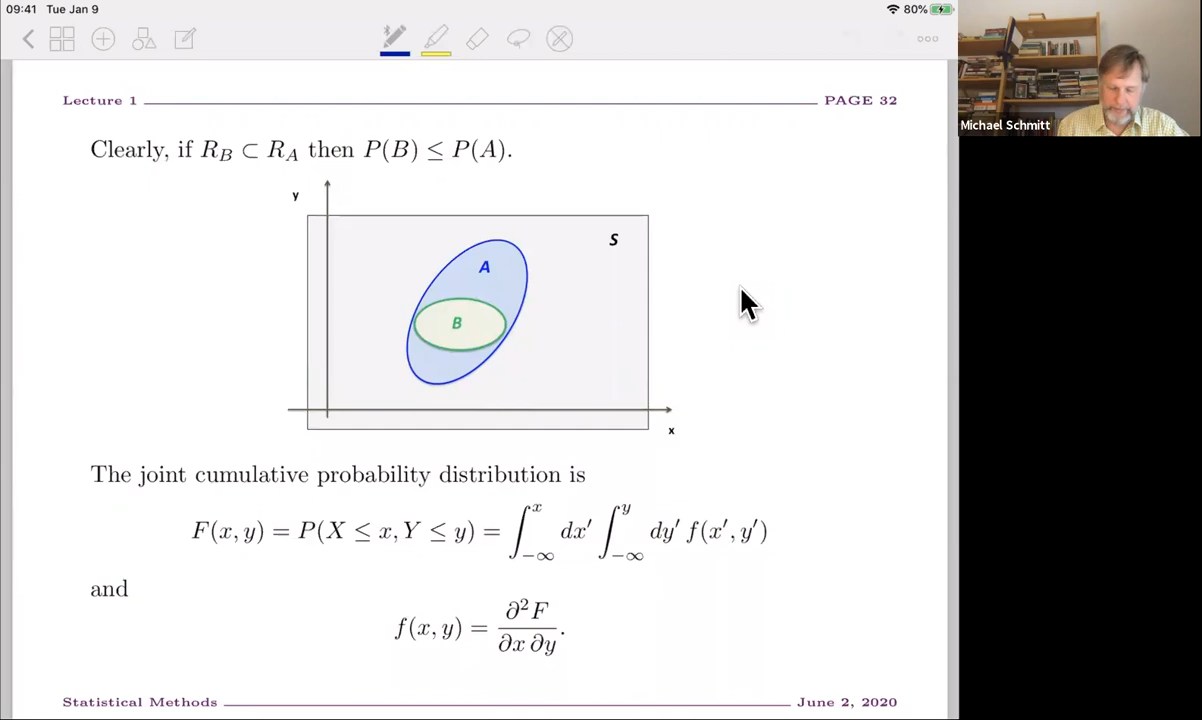 09:41 Tue Jan 9
80%
Michael Schmitt
Lecture 1 PAGE 32
Clearly, if R_B ⊂ R_A then P(B) ≤ P(A).
y
S
A
B
x
The joint cumulative probability distribution is
F(x, y) = P(X ≤ x, Y ≤ y) = ∫_{-∞}^{x} dx′ ∫_{-∞}^{y} dy′ f(x′, y′)
and
f(x, y) = ∂²F / ∂x ∂y .
Statistical Methods June 2, 2020